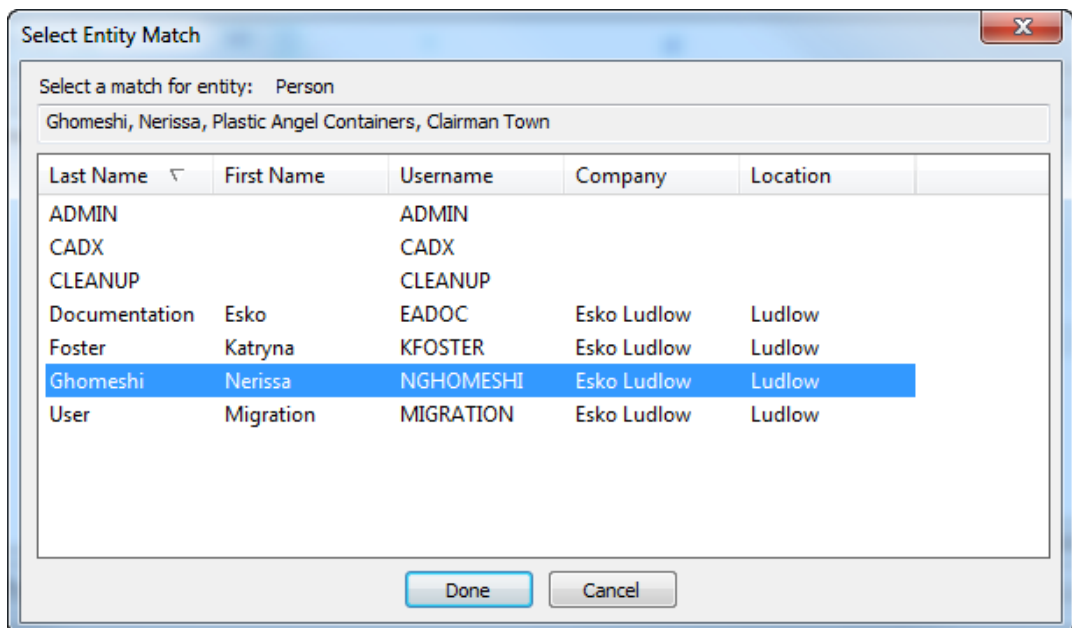 Select Entity Match
X
Select a match for entity: Person
Ghomeshi, Nerissa, Plastic Angel Containers, Clairman Town
Last Name First Name Username Company Location
ADMIN ADMIN
CADX CADX
CLEANUP CLEANUP
Documentation Esko EADOC Esko Ludlow Ludlow
Foster Katryna KFOSTER Esko Ludlow Ludlow
Ghomeshi Nerissa NGHOMESHI Esko Ludlow Ludlow
User Migration MIGRATION Esko Ludlow Ludlow
Done Cancel